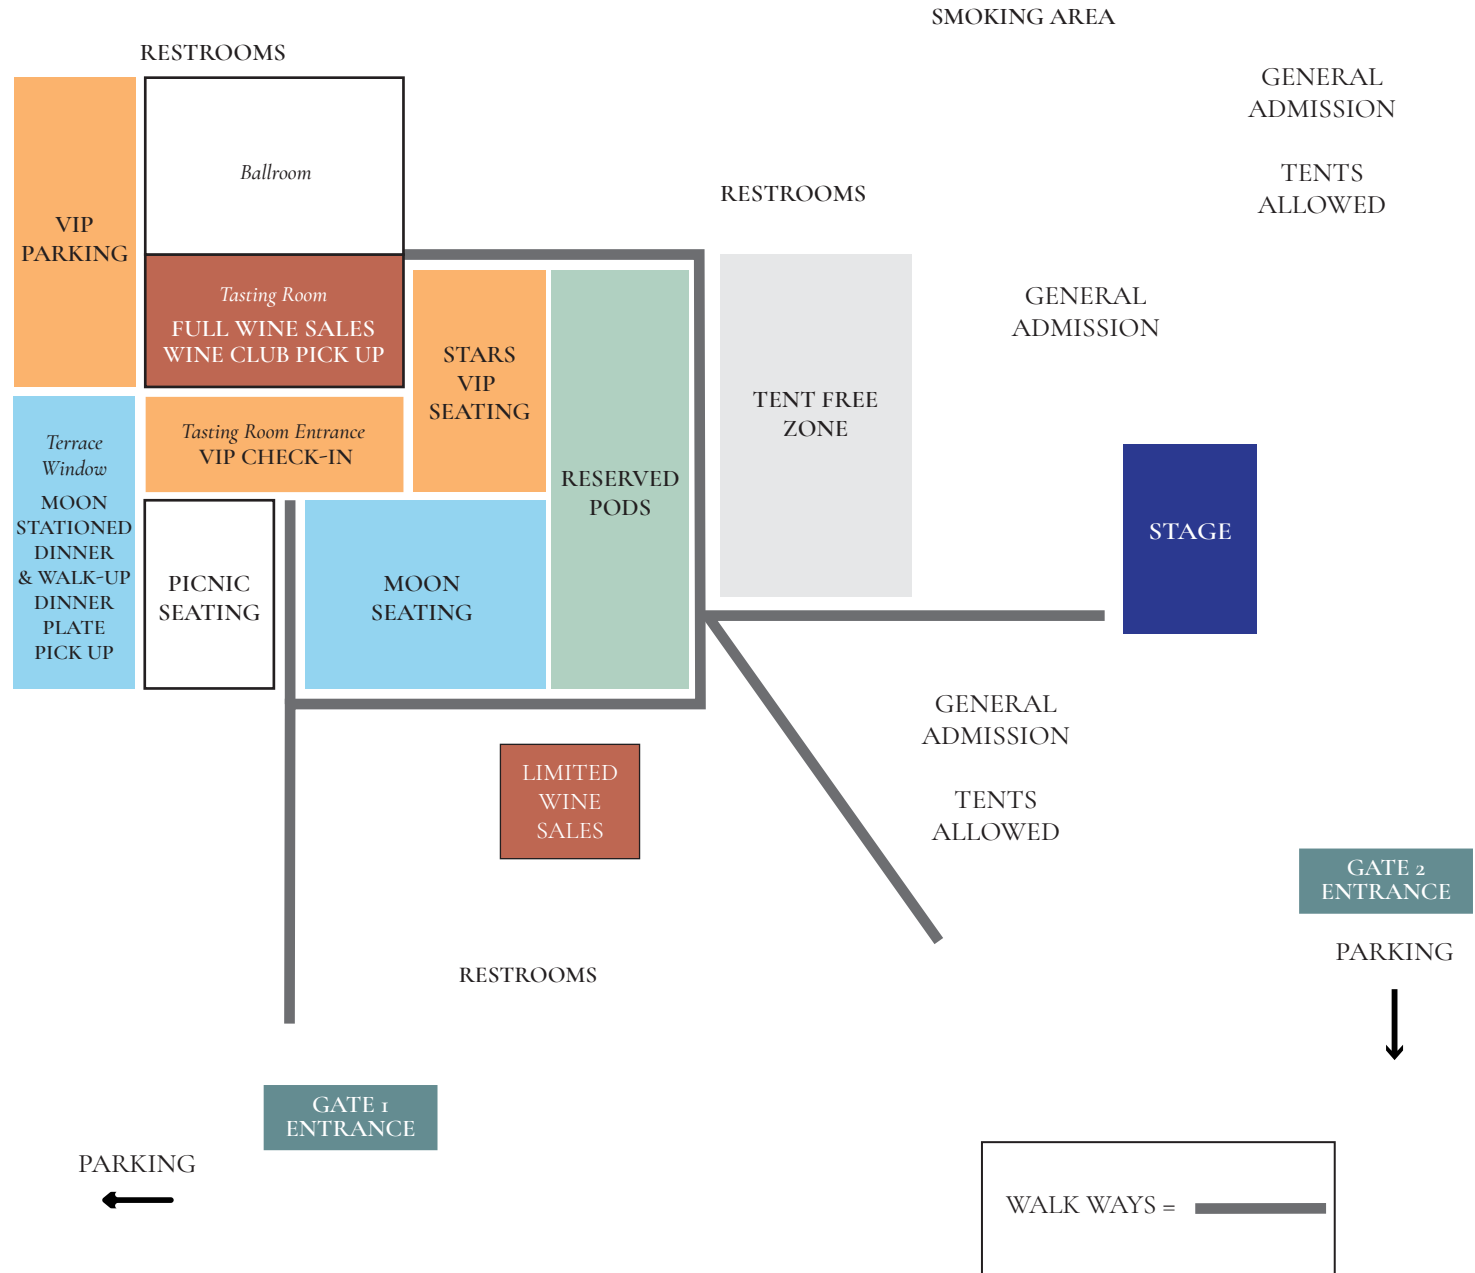 SMOKING AREA
RESTROOMS
GENERAL
ADMISSION
TENTS
ALLOWED
Ballroom
RESTROOMS
VIP
PARKING
Tasting Room
FULL WINE SALES
WINE CLUB PICK UP
STARS
VIP
SEATING
GENERAL
ADMISSION
TENT FREE
ZONE
Terrace
Window
MOON
STATIONED
DINNER
& WALK-UP
DINNER
PLATE
PICK UP
Tasting Room Entrance
VIP CHECK-IN
RESERVED
PODS
STAGE
PICNIC
SEATING
MOON
SEATING
GENERAL
ADMISSION
TENTS
ALLOWED
LIMITED
WINE
SALES
GATE 2
ENTRANCE
PARKING
RESTROOMS
GATE 1
ENTRANCE
PARKING
WALK WAYS =